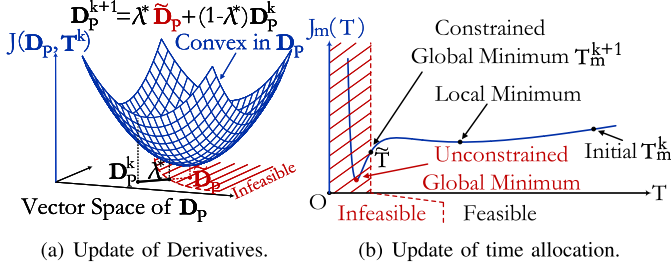 D_P^{k+1}=λ*D̃_P+(1-λ*)D_P^k
J(D_P,T^k)
Convex in D_P
D_P^k
λ*
D̃_P
Infeasible
Vector Space of D_P
(a) Update of Derivatives.
J_m(T)
Constrained
Global Minimum T_m^{k+1}
Local Minimum
T̃
Initial T_m^k
Unconstrained
Global Minimum
O
T
Infeasible
Feasible
(b) Update of time allocation.